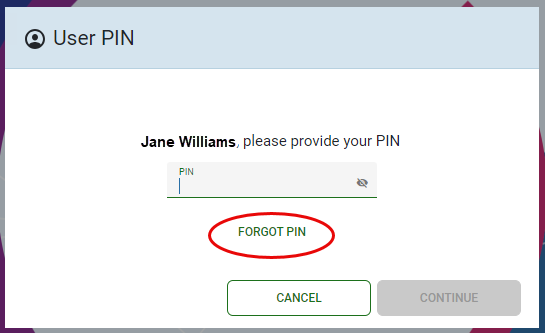 User PIN
Jane Williams, please provide your PIN
PIN
FORGOT PIN
CANCEL
CONTINUE